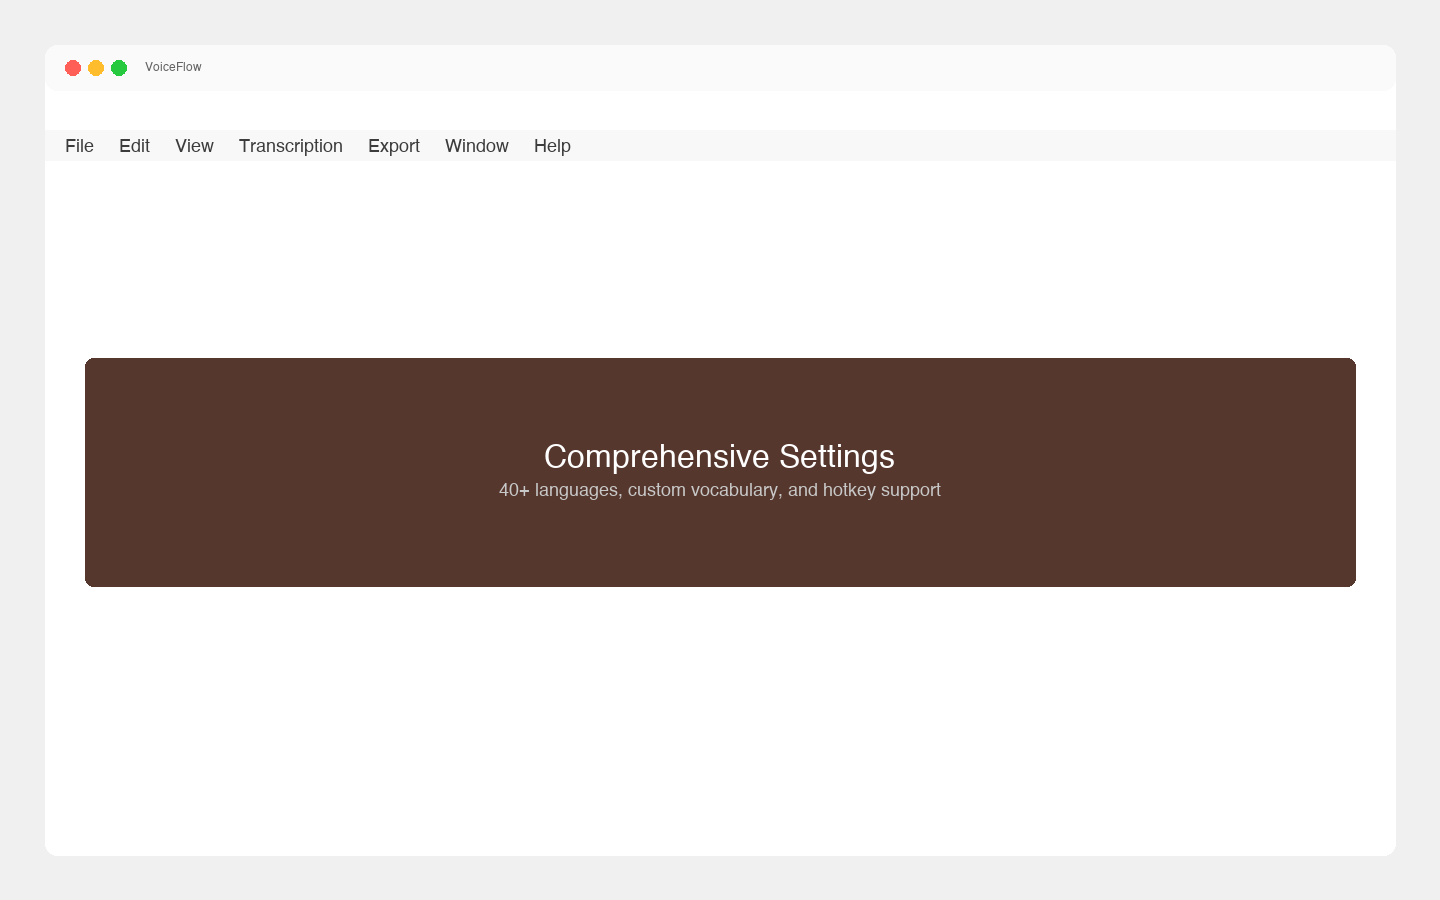 VoiceFlow
File Edit View Transcription Export Window Help
Comprehensive Settings
40+ languages, custom vocabulary, and hotkey support